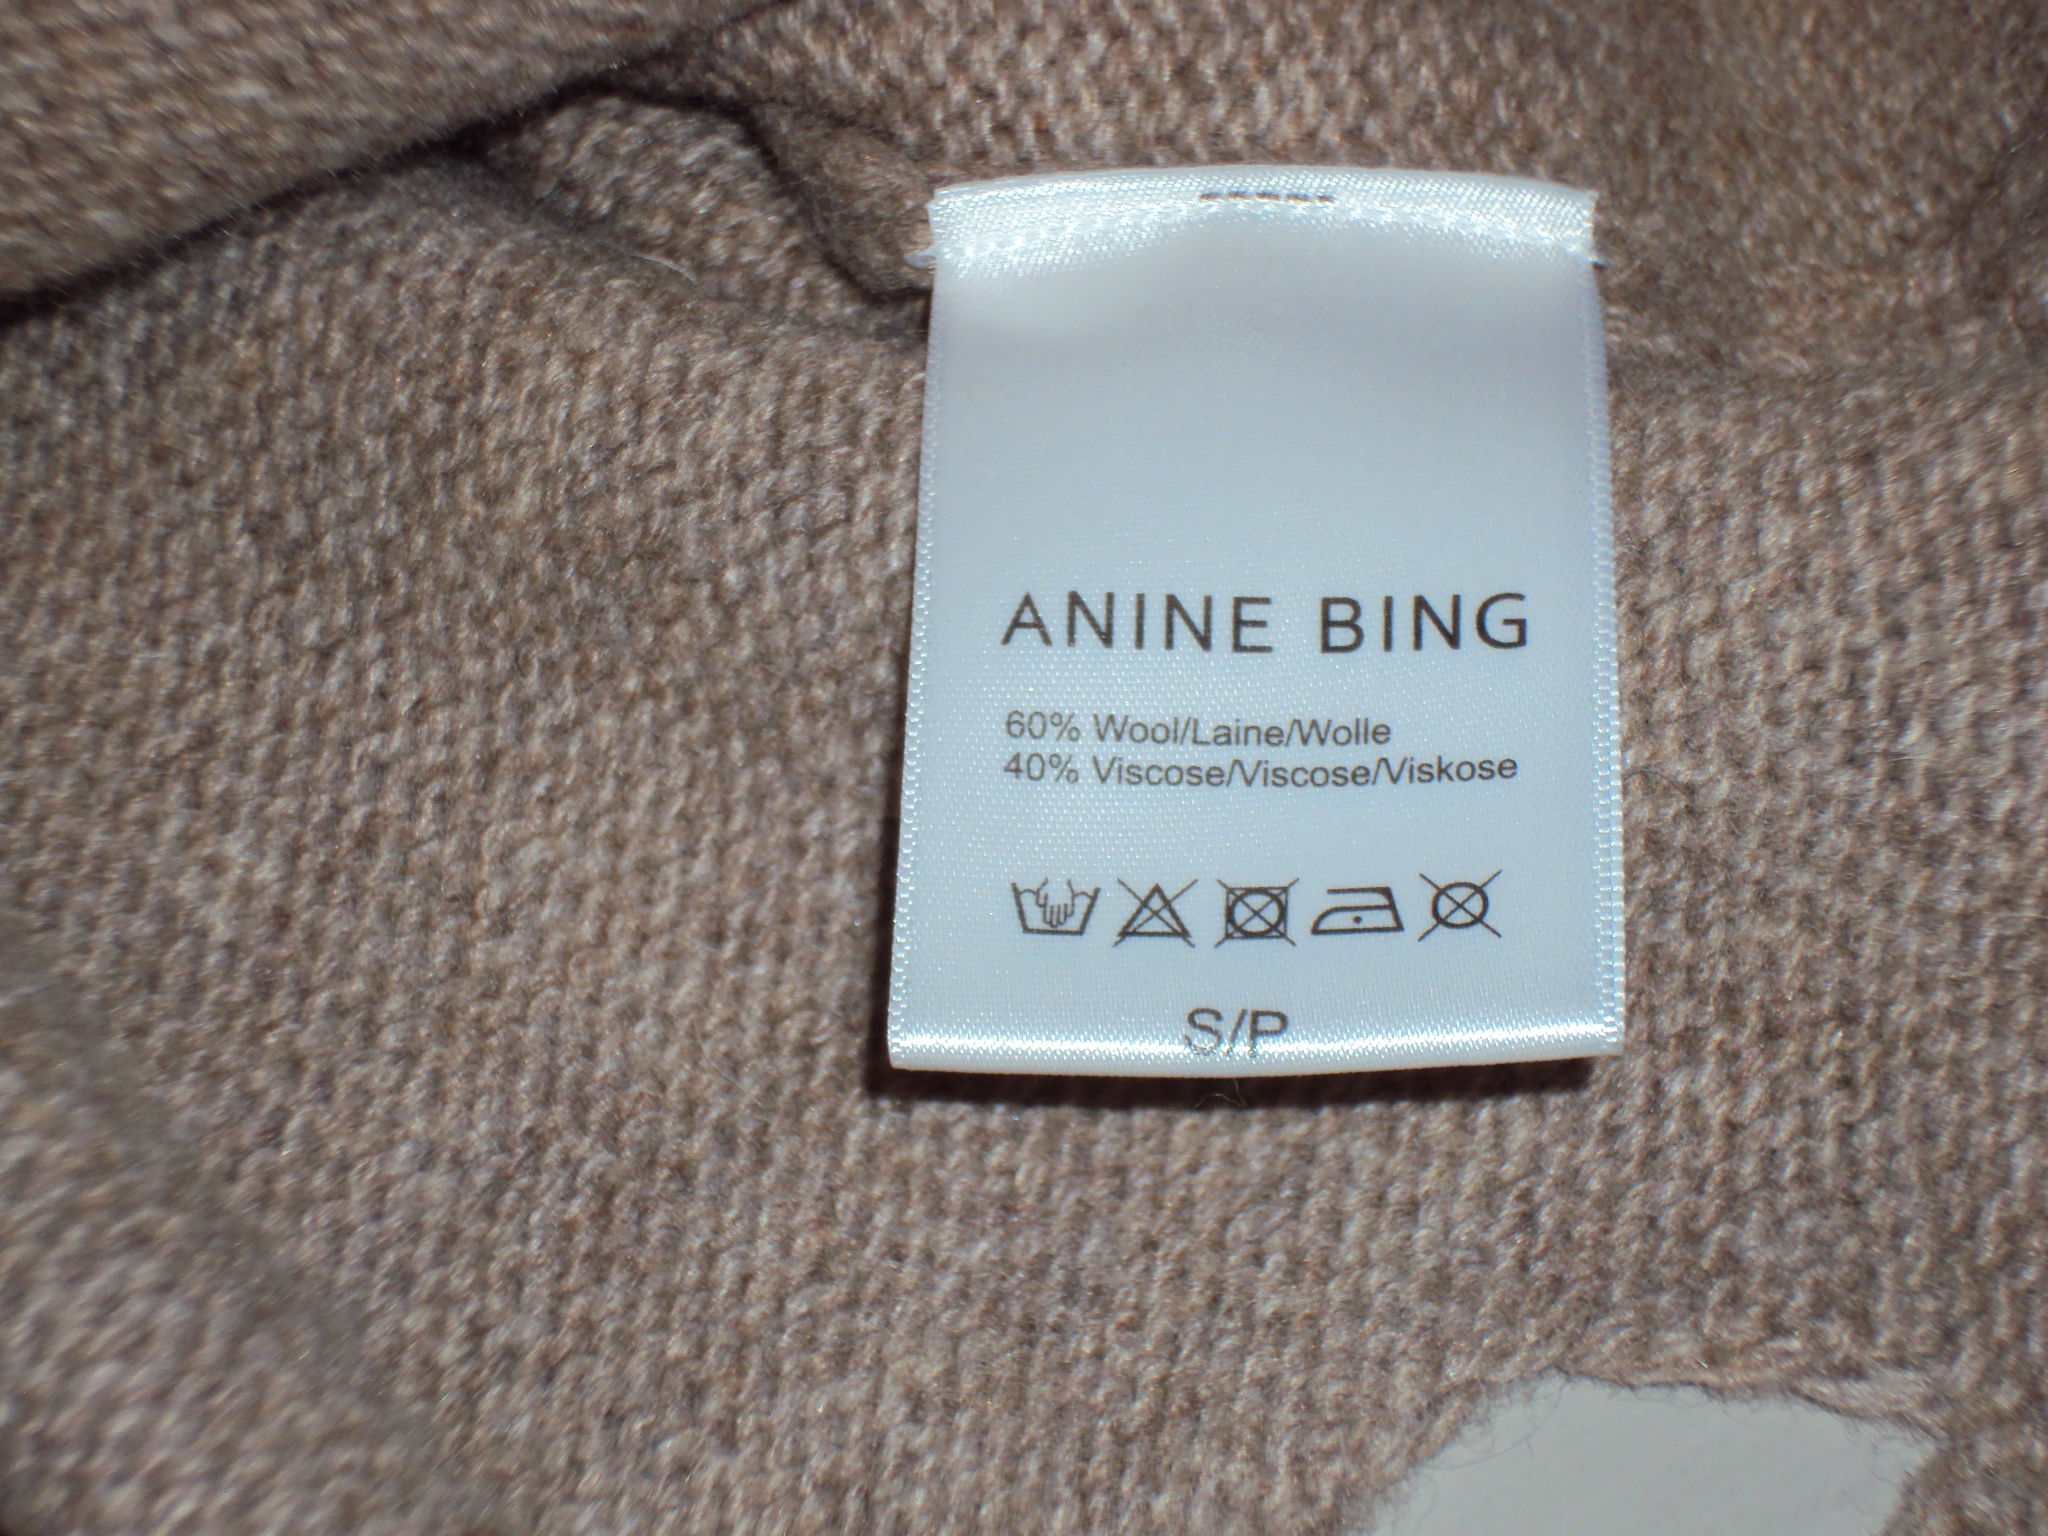 ANINE BING
60% Wool/Laine/Wolle
40% Viscose/Viscose/Viskose
S/P